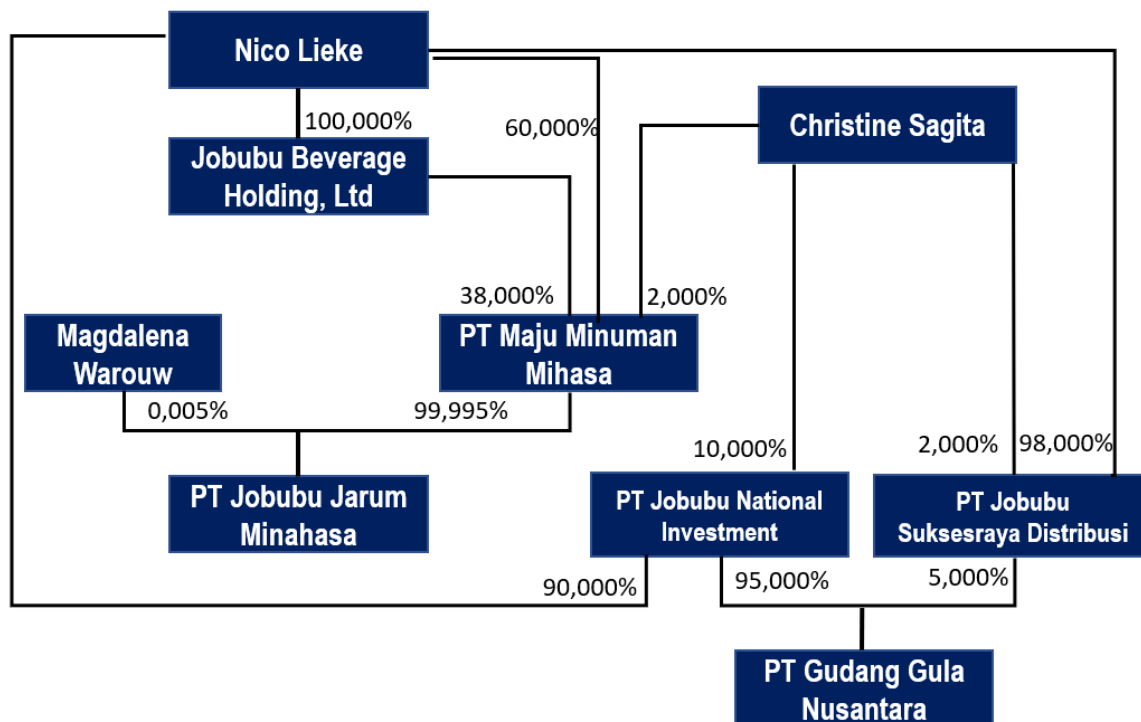 Nico Lieke
100,000%
60,000%
Christine Sagita
Jobubu Beverage
Holding, Ltd
38,000%
2,000%
Magdalena
Warouw
PT Maju Minuman
Mihasa
0,005%
99,995%
10,000%
2,000%
98,000%
PT Jobubu Jarum
Minahasa
PT Jobubu National
Investment
PT Jobubu
Suksesraya Distribusi
90,000%
95,000%
5,000%
PT Gudang Gula
Nusantara